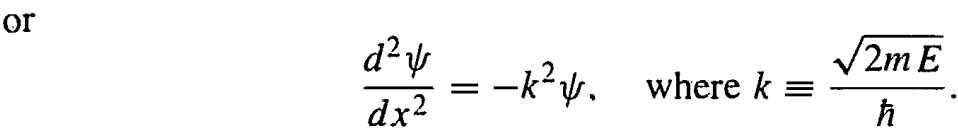 or
d²ψ/dx² = −k²ψ, where k ≡ √(2mE)/ħ.